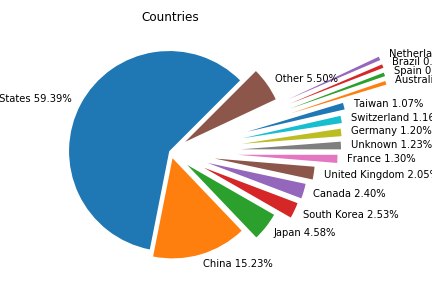 Countries
Netherla
Brazil 0.
Spain 0
Australia
Other 5.50%
States 59.39%
Taiwan 1.07%
Switzerland 1.16
Germany 1.20%
Unknown 1.23%
France 1.30%
United Kingdom 2.05%
Canada 2.40%
South Korea 2.53%
Japan 4.58%
China 15.23%